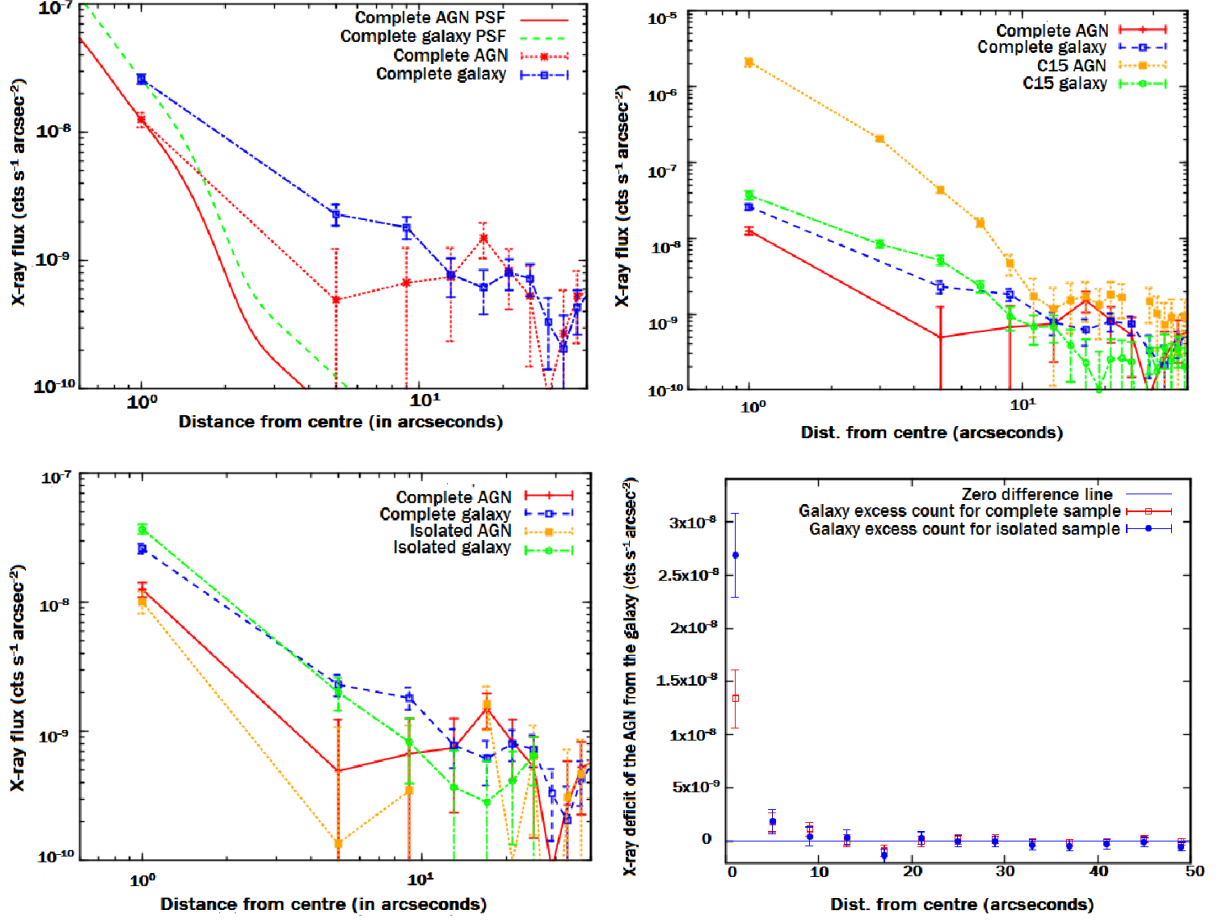 10⁻⁷
10⁻⁸
10⁻⁹
10⁻¹⁰
X-ray flux (cts s⁻¹ arcsec⁻²)
Complete AGN PSF
Complete galaxy PSF
Complete AGN
Complete galaxy
10⁰
10¹
Distance from centre (in arcseconds)
10⁻⁵
10⁻⁶
10⁻⁷
10⁻⁸
10⁻⁹
10⁻¹⁰
X-ray flux (cts s⁻¹ arcsec⁻²)
Complete AGN
Complete galaxy
C15 AGN
C15 galaxy
10⁰
10¹
Dist. from centre (arcseconds)
10⁻⁷
10⁻⁸
10⁻⁹
10⁻¹⁰
X-ray flux (cts s⁻¹ arcsec⁻²)
Complete AGN
Complete galaxy
Isolated AGN
Isolated galaxy
10⁰
10¹
Distance from centre (in arcseconds)
X-ray deficit of the AGN from the galaxy (cts s⁻¹ arcsec⁻²)
3x10⁻⁸
2.5x10⁻⁸
2x10⁻⁸
1.5x10⁻⁸
1x10⁻⁸
5x10⁻⁹
0
Zero difference line
Galaxy excess count for complete sample
Galaxy excess count for isolated sample
0
10
20
30
40
50
Dist. from centre (arcseconds)